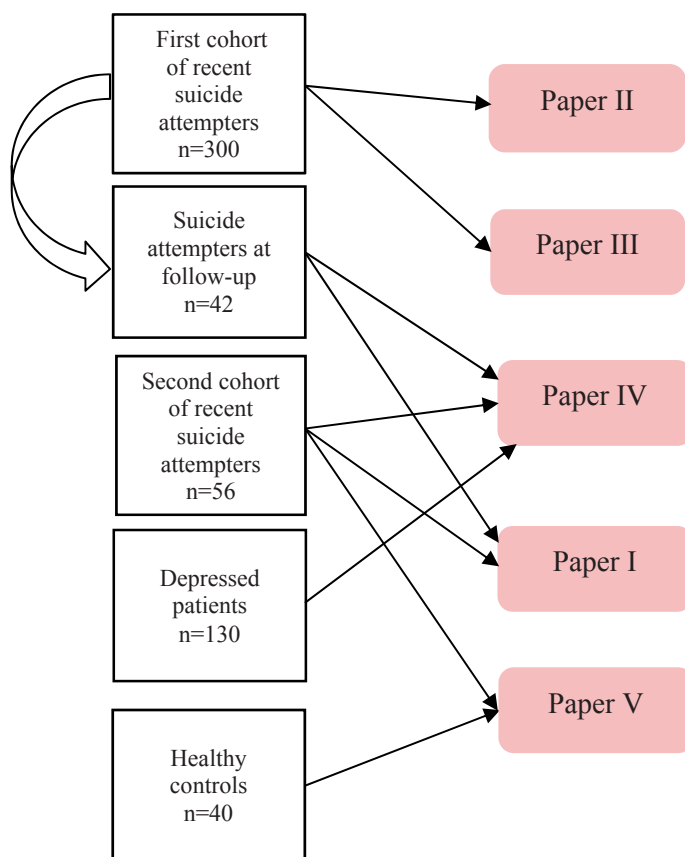 First cohort
of recent
suicide
attempters
n=300
Paper II
Suicide
attempters at
follow-up
n=42
Paper III
Second cohort
of recent
suicide
attempters
n=56
Paper IV
Depressed
patients
n=130
Paper I
Healthy
controls
n=40
Paper V